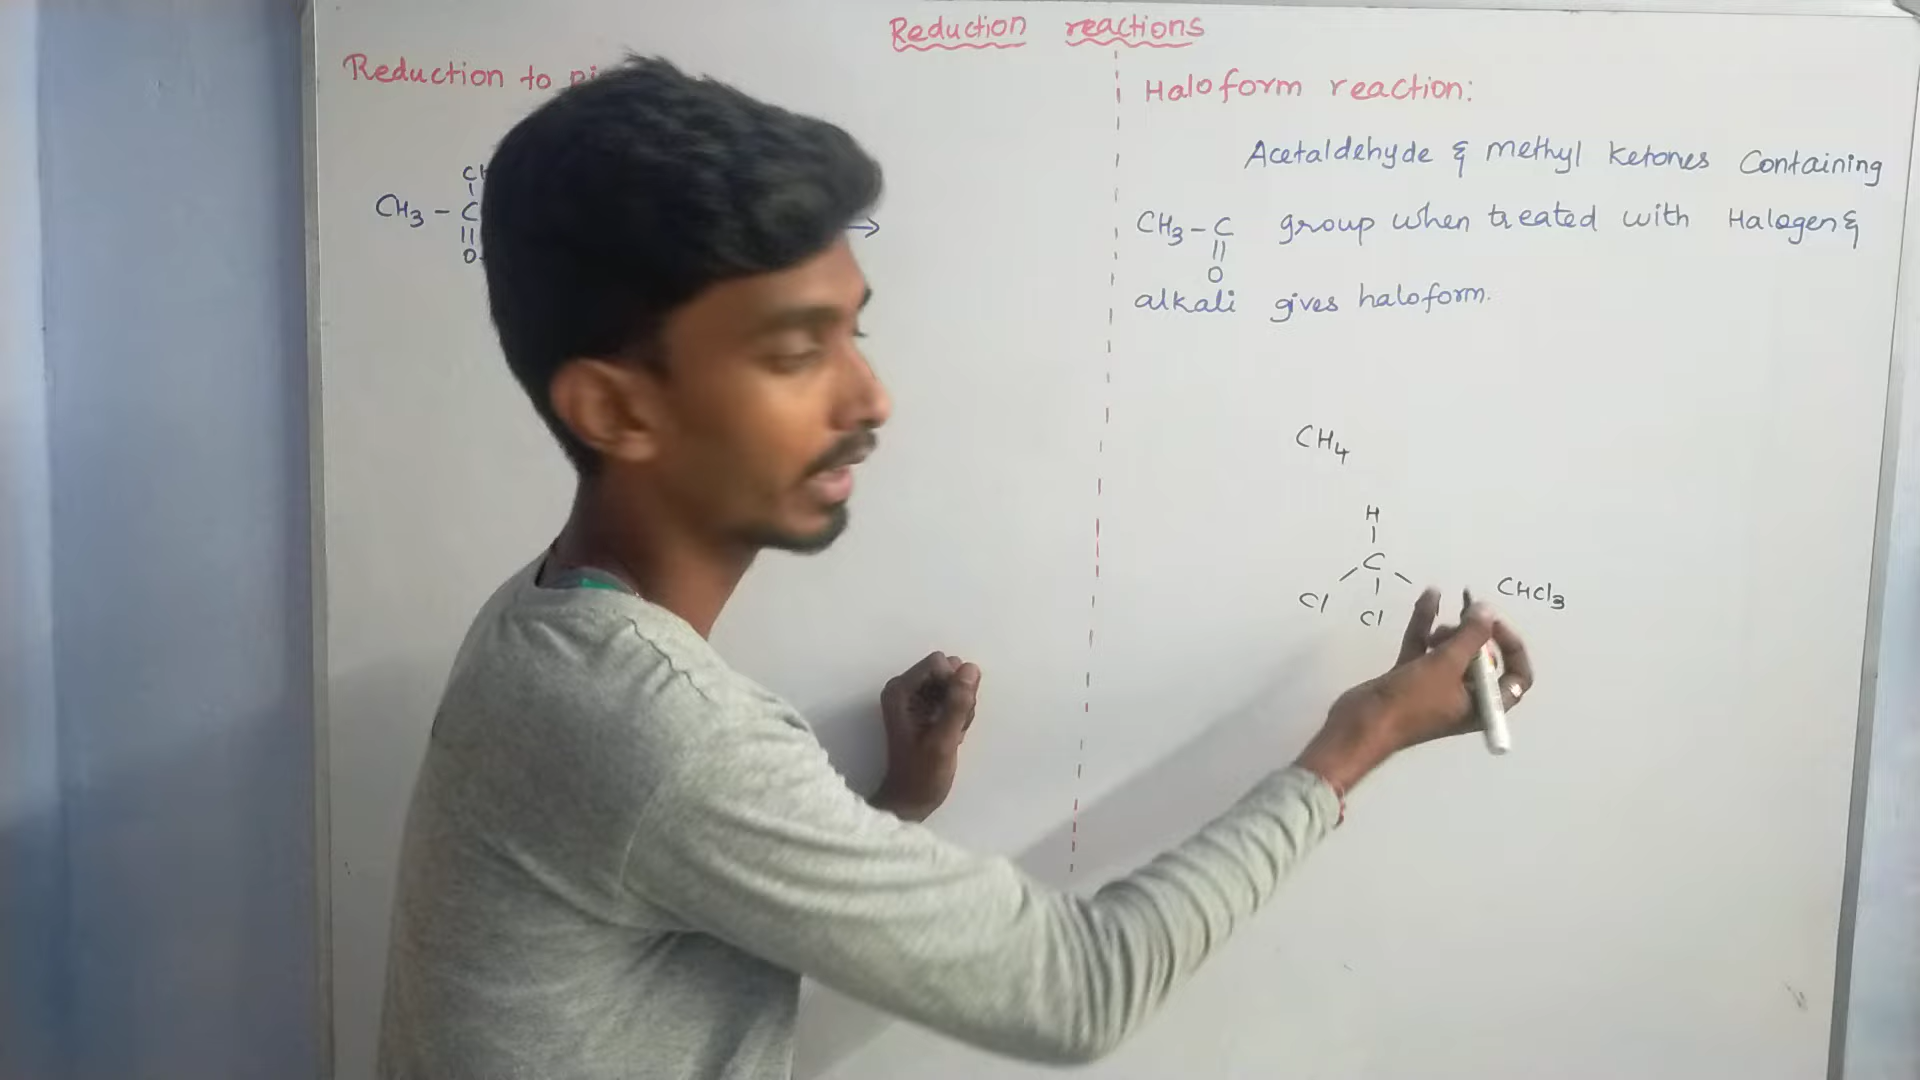 Reduction reactions
Reduction to
CH3 - C
||
O
Haloform reaction:
Acetaldehyde & methyl ketones Containing
CH3 - C group when treated with Halogen &
||
O
alkali gives haloform.
CH4
H
C
Cl
Cl
CHCl3